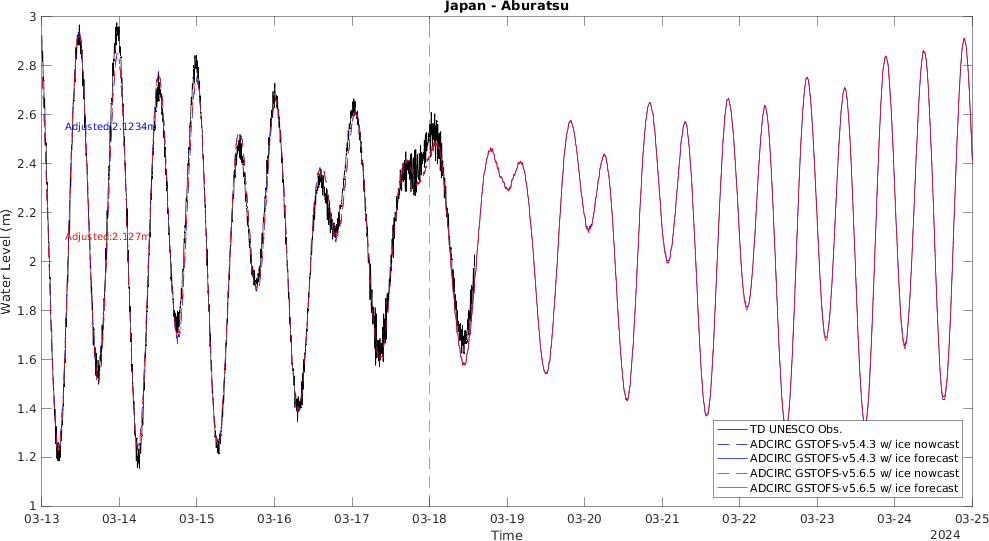 Japan - Aburatsu
3
2.8
2.6
2.4
2.2
2
1.8
1.6
1.4
1.2
1
Water Level (m)
Adjusted:2.1234m
Adjusted:2.127m
TD UNESCO Obs.
ADCIRC GSTOFS-v5.4.3 w/ ice nowcast
ADCIRC GSTOFS-v5.4.3 w/ ice forecast
ADCIRC GSTOFS-v5.6.5 w/ ice nowcast
ADCIRC GSTOFS-v5.6.5 w/ ice forecast
03-13 03-14 03-15 03-16 03-17 03-18 03-19 03-20 03-21 03-22 03-23 03-24 03-25
Time
2024